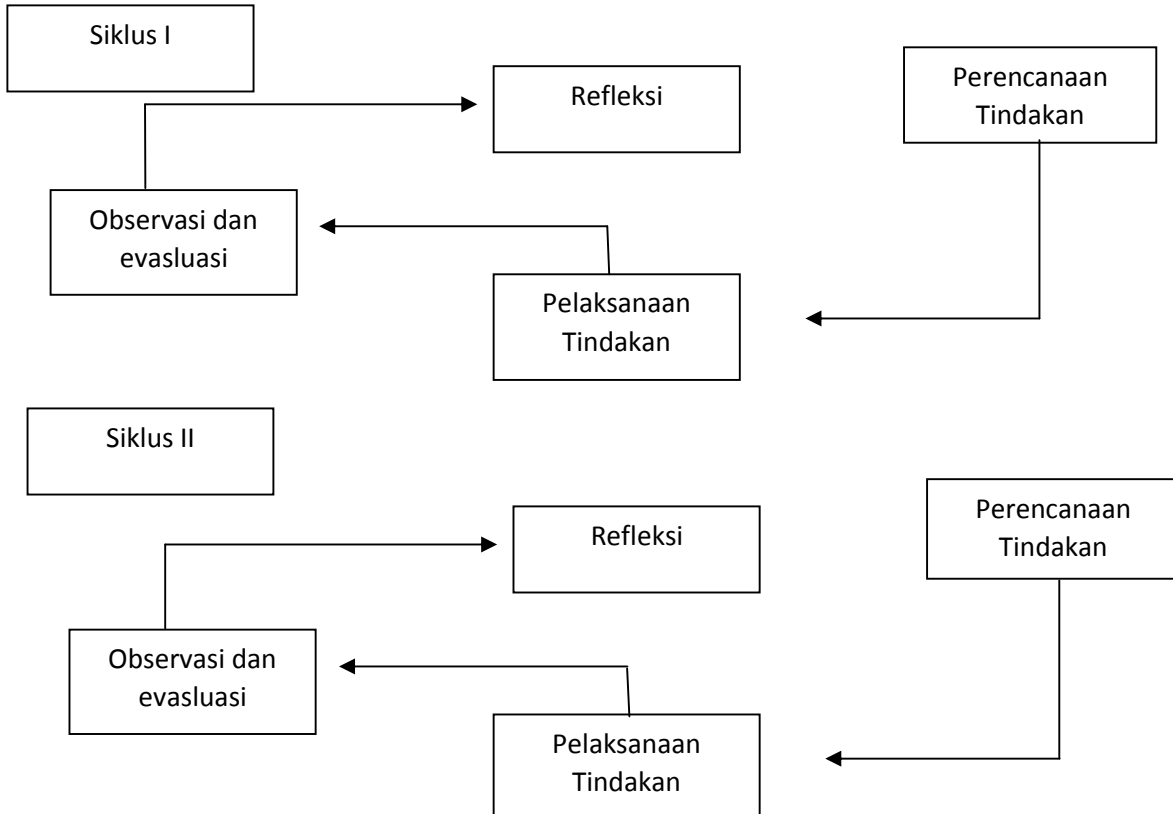 Siklus I
Refleksi
Perencanaan
Tindakan
Observasi dan
evasluasi
Pelaksanaan
Tindakan
Siklus II
Refleksi
Perencanaan
Tindakan
Observasi dan
evasluasi
Pelaksanaan
Tindakan